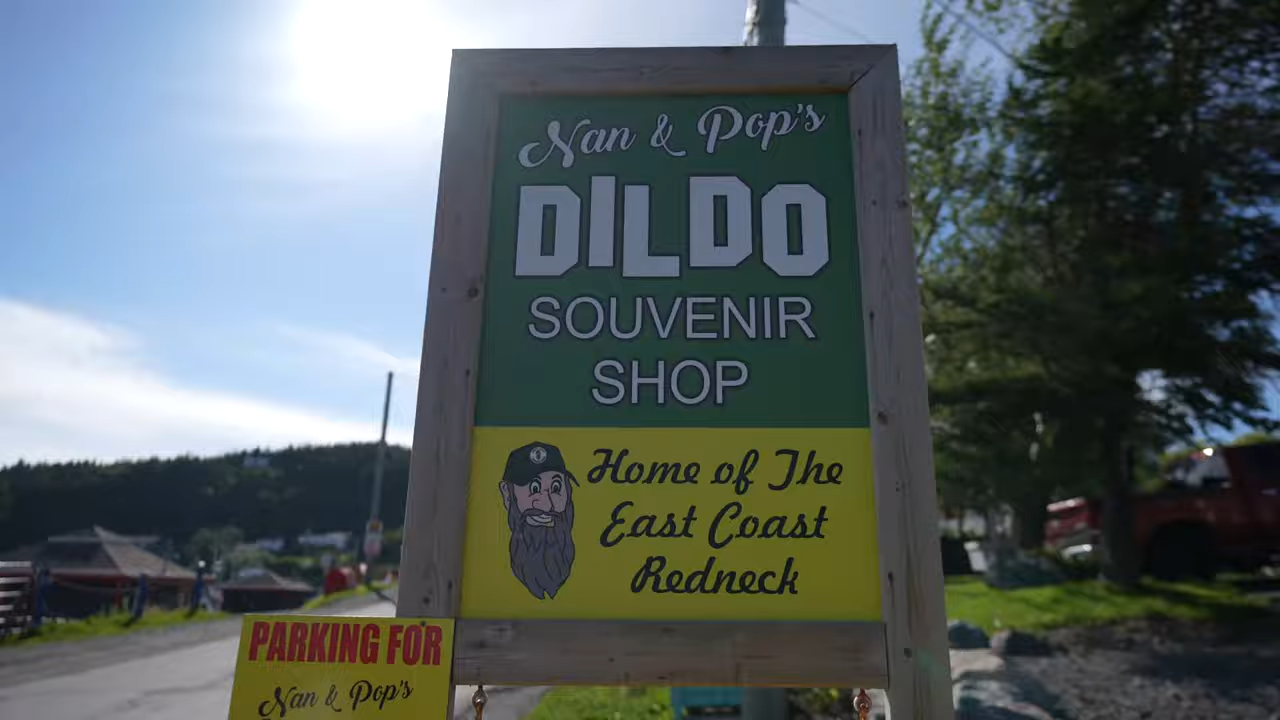 Nan & Pop's
DILDO
SOUVENIR
SHOP
Home of The
East Coast
Redneck
PARKING FOR
Nan & Pop's